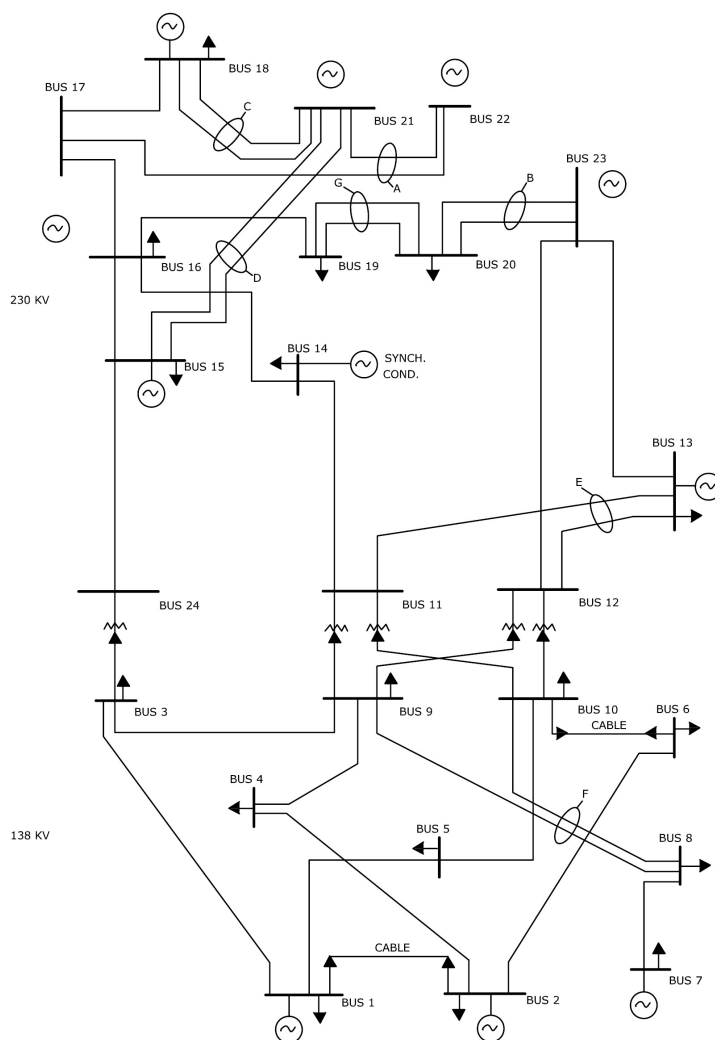 BUS 18
BUS 17
C
BUS 21
BUS 22
BUS 23
A
G
B
BUS 16
D
BUS 19
BUS 20
230 KV
BUS 14
SYNCH.
COND.
BUS 15
BUS 13
E
BUS 24
BUS 11
BUS 12
BUS 3
BUS 9
BUS 10
BUS 6
CABLE
BUS 4
F
138 KV
BUS 5
BUS 8
CABLE
BUS 1
BUS 2
BUS 7